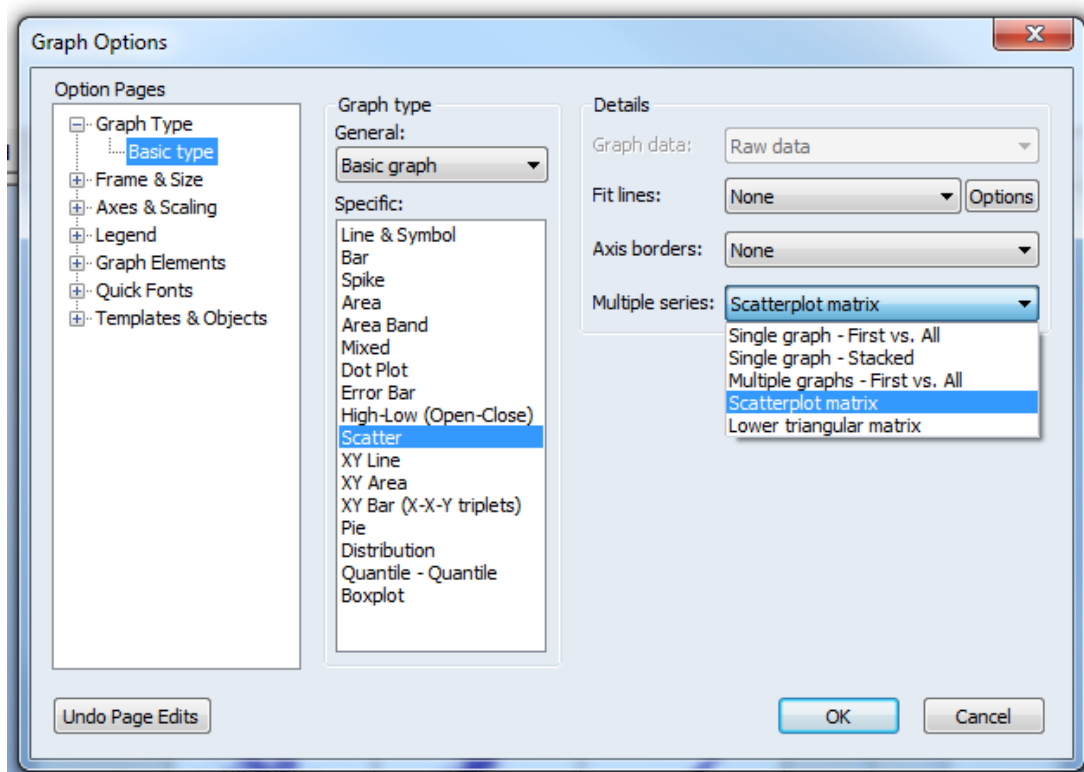 Graph Options
Option Pages
Graph Type
Basic type
Frame & Size
Axes & Scaling
Legend
Graph Elements
Quick Fonts
Templates & Objects
Graph type
General:
Basic graph
Specific:
Line & Symbol
Bar
Spike
Area
Area Band
Mixed
Dot Plot
Error Bar
High-Low (Open-Close)
Scatter
XY Line
XY Area
XY Bar (X-X-Y triplets)
Pie
Distribution
Quantile - Quantile
Boxplot
Details
Graph data: Raw data
Fit lines: None Options
Axis borders: None
Multiple series: Scatterplot matrix
Single graph - First vs. All
Single graph - Stacked
Multiple graphs - First vs. All
Scatterplot matrix
Lower triangular matrix
Undo Page Edits
OK
Cancel